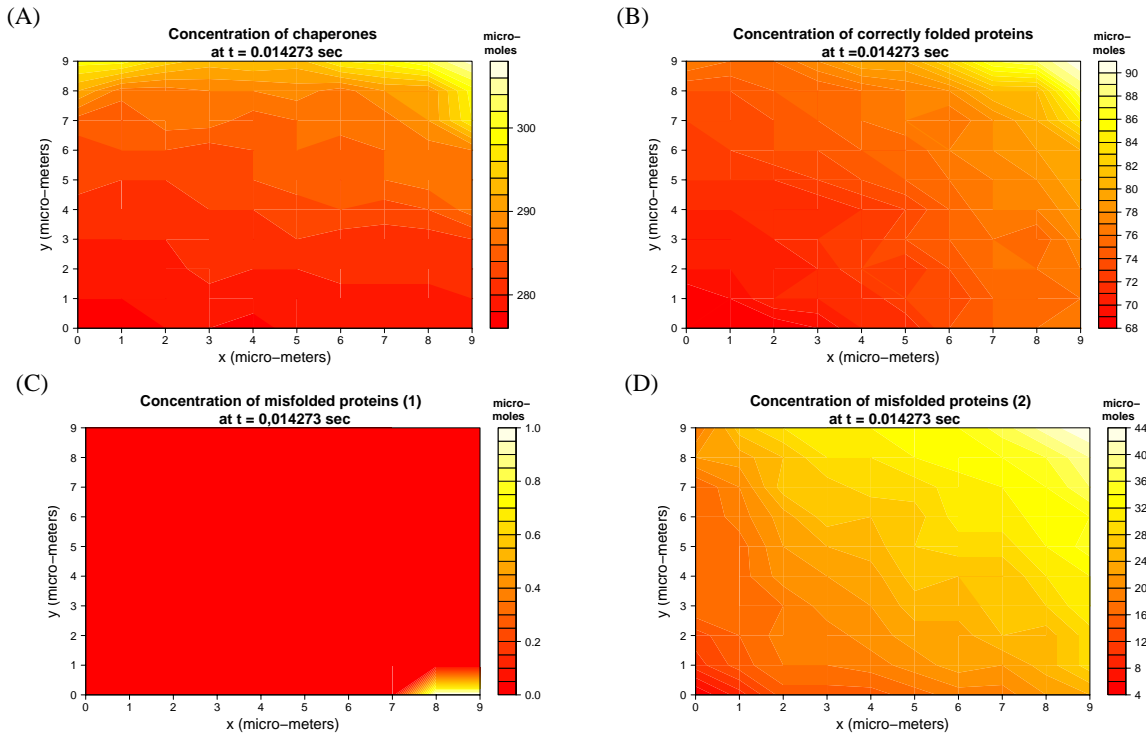 (A)
Concentration of chaperones
at t = 0.014273 sec
micro−
moles
9
8
7
6
5
4
3
2
1
0
y (micro−meters)
0 1 2 3 4 5 6 7 8 9
x (micro−meters)
300
290
280
(B)
Concentration of correctly folded proteins
at t =0.014273 sec
micro−
moles
9
8
7
6
5
4
3
2
1
0
y (micro−meters)
0 1 2 3 4 5 6 7 8 9
x (micro−meters)
90
88
86
84
82
80
78
76
74
72
70
68
(C)
Concentration of misfolded proteins (1)
at t = 0,014273 sec
micro−
moles
9
8
7
6
5
4
3
2
1
0
y (micro−meters)
0 1 2 3 4 5 6 7 8 9
x (micro−meters)
1.0
0.8
0.6
0.4
0.2
0.0
(D)
Concentration of misfolded proteins (2)
at t = 0.014273 sec
micro−
moles
9
8
7
6
5
4
3
2
1
0
y (micro−meters)
0 1 2 3 4 5 6 7 8 9
x (micro−meters)
44
40
36
32
28
24
20
16
12
8
4